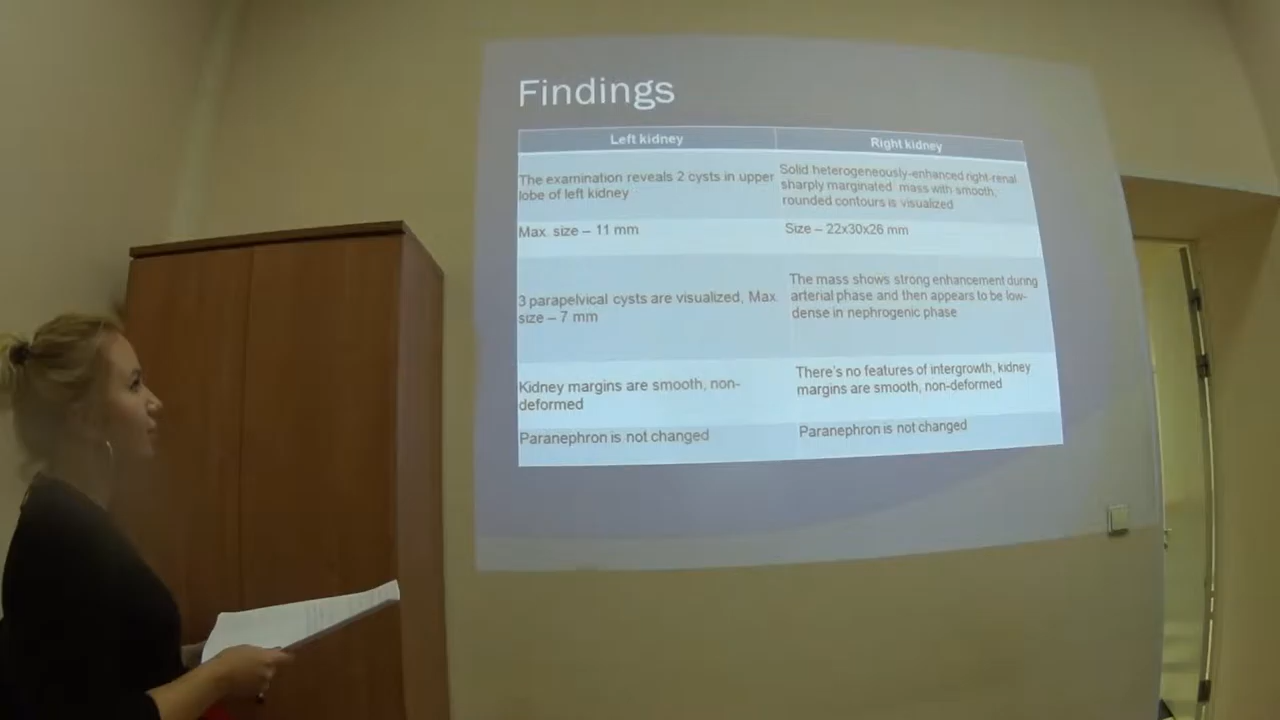 Findings
Left kidney
Right kidney
The examination reveals 2 cysts in upper
lobe of left kidney
Solid heterogeneously-enhanced right-renal
sharply marginated mass with smooth,
rounded contours is visualized
Max. size – 11 mm
Size – 22x30x26 mm
3 parapelvical cysts are visualized, Max
size – 7 mm
The mass shows strong enhancement during
arterial phase and then appears to be low-
dense in nephrogenic phase
Kidney margins are smooth, non-
deformed
There's no features of intergrowth, kidney
margins are smooth, non-deformed
Paranephron is not changed
Paranephron is not changed